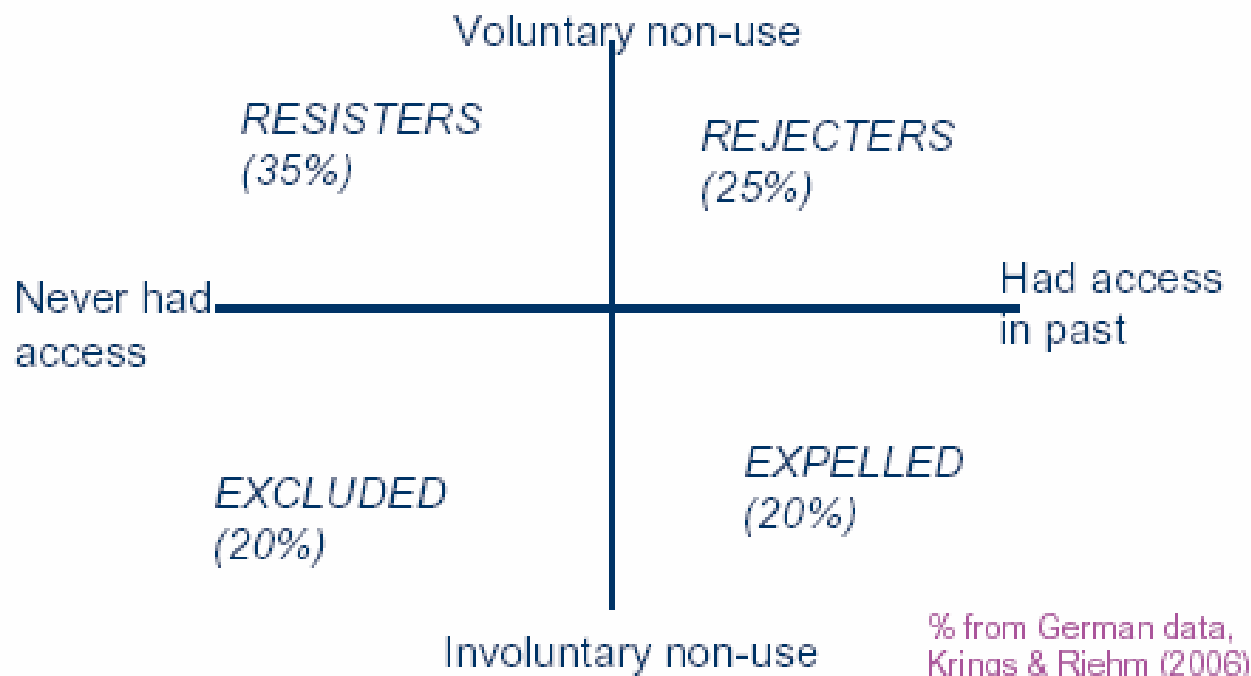 Voluntary non-use
RESISTERS
(35%)
REJECTERS
(25%)
Never had
access
Had access
in past
EXCLUDED
(20%)
EXPELLED
(20%)
Involuntary non-use
% from German data,
Krings & Riehm (2006)